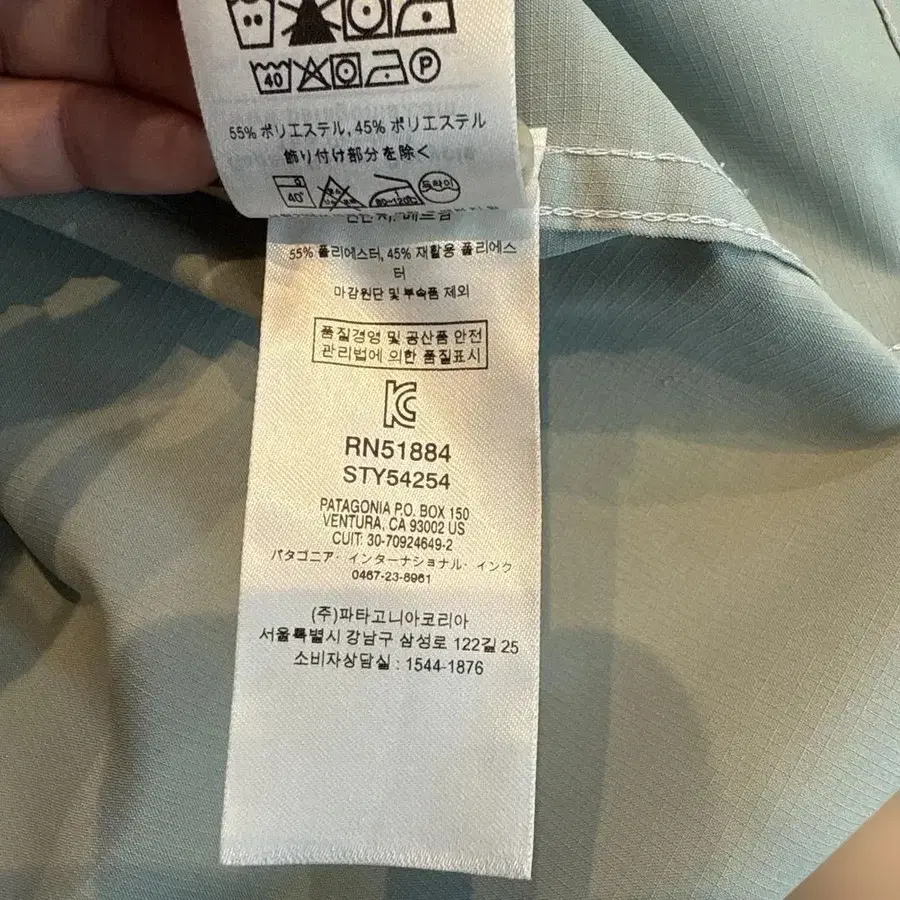 40
P
55% ポリエステル, 45% ポリエステル
飾り付け部分を除く
40°
80~120℃
드라이
55% 폴리에스터, 45% 재활용 폴리에스
터
마감원단 및 부속품 제외
품질경영 및 공산품 안전
관리법에 의한 품질표시
RN51884
STY54254
PATAGONIA P.O. BOX 150
VENTURA, CA 93002 US
CUIT: 30-70924649-2
パタゴニア・インターナショナル・インク
0467-23-8961
(주)파타고니아코리아
서울특별시 강남구 삼성로 122길 25
소비자상담실 : 1544-1876